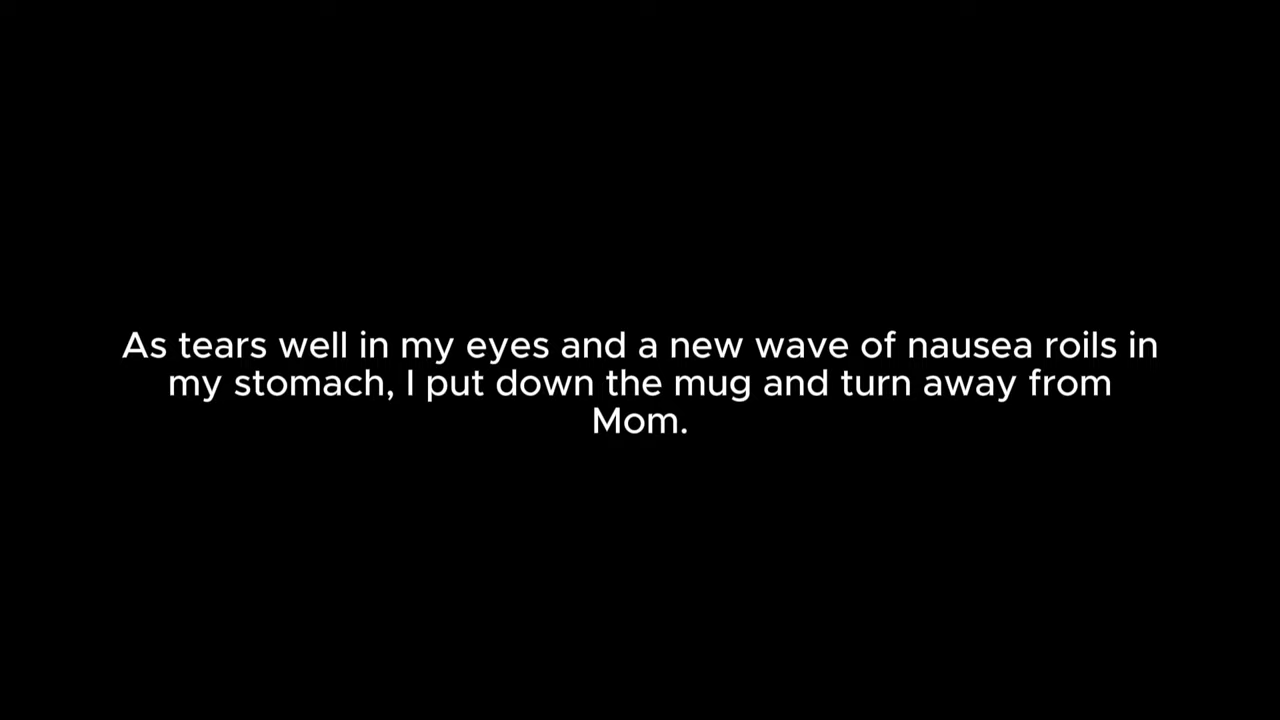 As tears well in my eyes and a new wave of nausea roils in
my stomach, I put down the mug and turn away from
Mom.